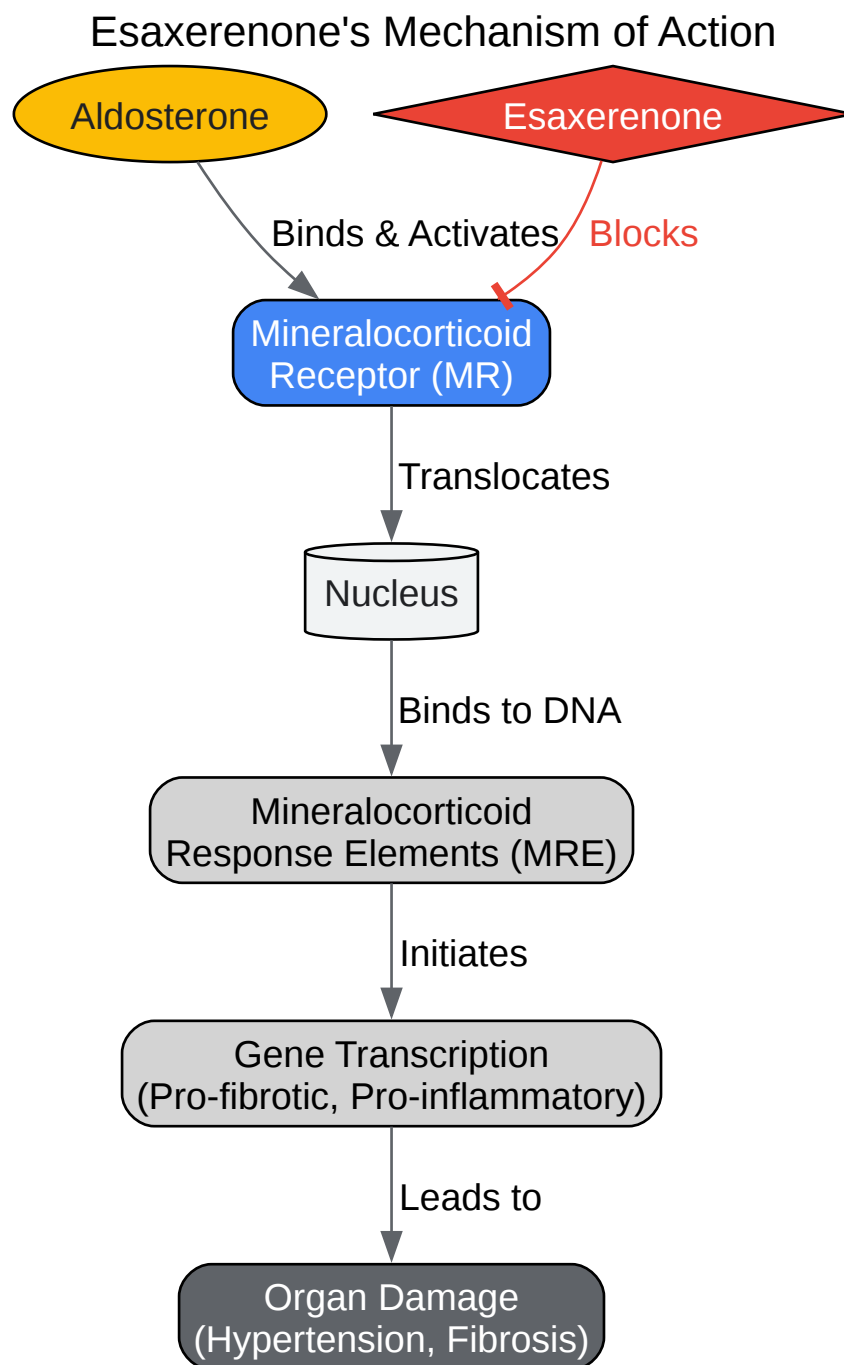 Esaxerenone's Mechanism of Action
Aldosterone
Esaxerenone
Binds & Activates
Blocks
Mineralocorticoid
Receptor (MR)
Translocates
Nucleus
Binds to DNA
Mineralocorticoid
Response Elements (MRE)
Initiates
Gene Transcription
(Pro-fibrotic, Pro-inflammatory)
Leads to
Organ Damage
(Hypertension, Fibrosis)